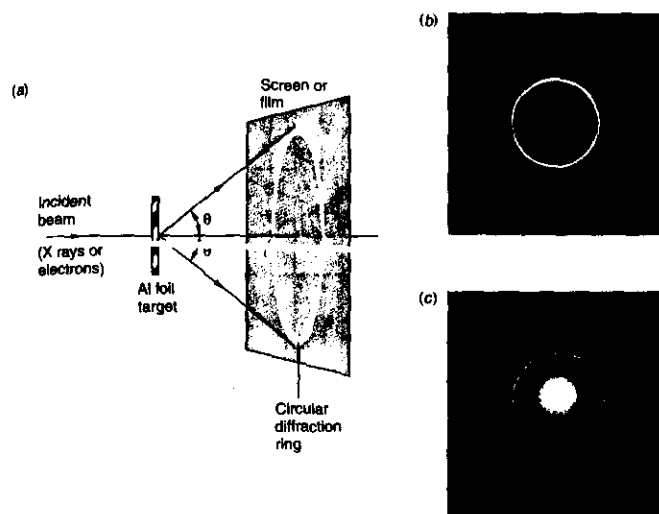 (a)
Screen or
film
Incident
beam
(X rays or
electrons)
θ
θ
Al foil
target
Circular
diffraction
ring
(b)
(c)